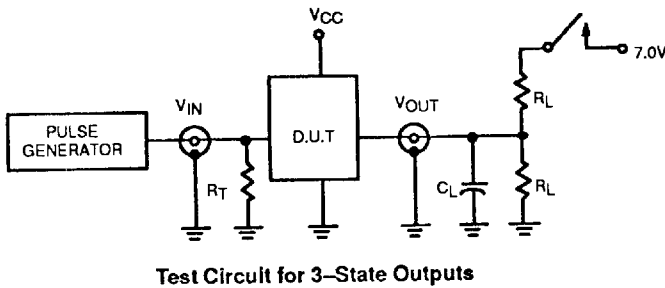 VCC
7.0V
VIN
VOUT
RL
PULSE
GENERATOR
D.U.T
RT
CL
RL
Test Circuit for 3–State Outputs